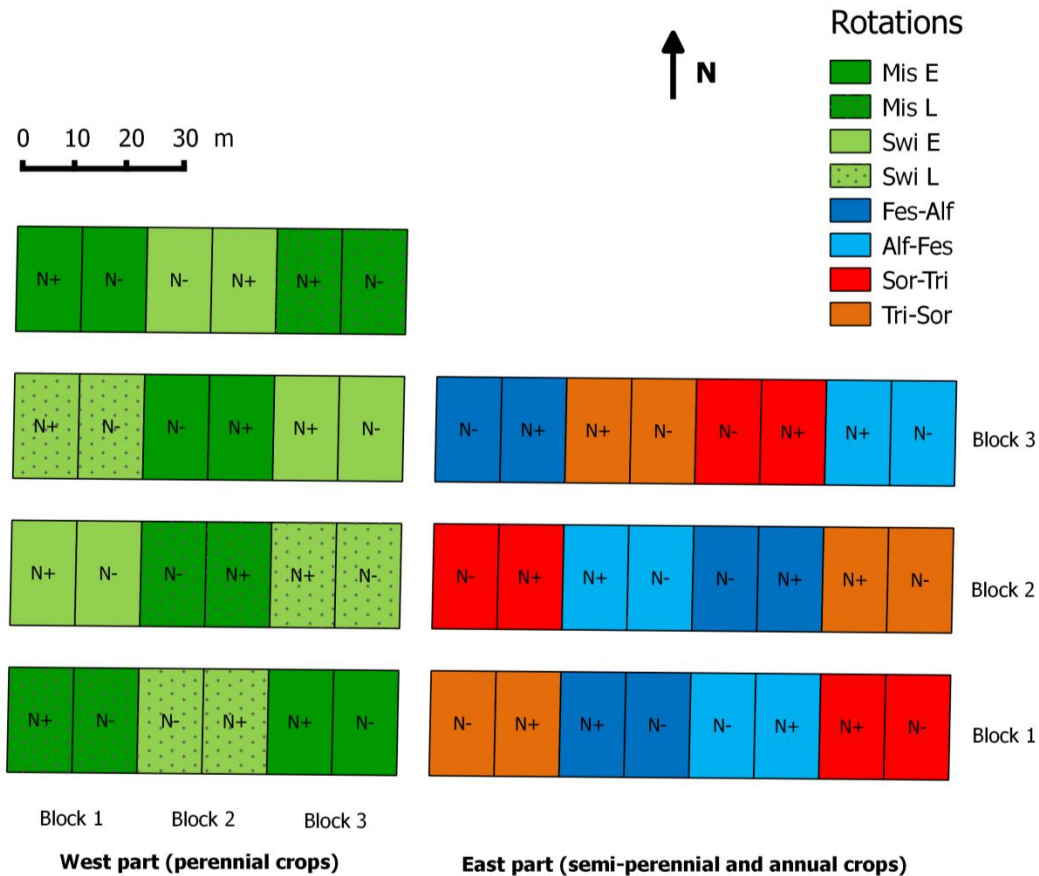 Rotations
Mis E
Mis L
Swi E
Swi L
Fes-Alf
Alf-Fes
Sor-Tri
Tri-Sor
N
0 10 20 30 m
N+ N- N- N+ N+ N-
N+ N- N- N+ N+ N-
N- N+ N+ N- N- N+ N+ N- Block 3
N+ N- N- N+ N+ N-
N- N+ N+ N- N- N+ N+ N- Block 2
N+ N- N- N+ N+ N-
N- N+ N+ N- N- N+ N+ N- Block 1
Block 1 Block 2 Block 3
West part (perennial crops)
East part (semi-perennial and annual crops)